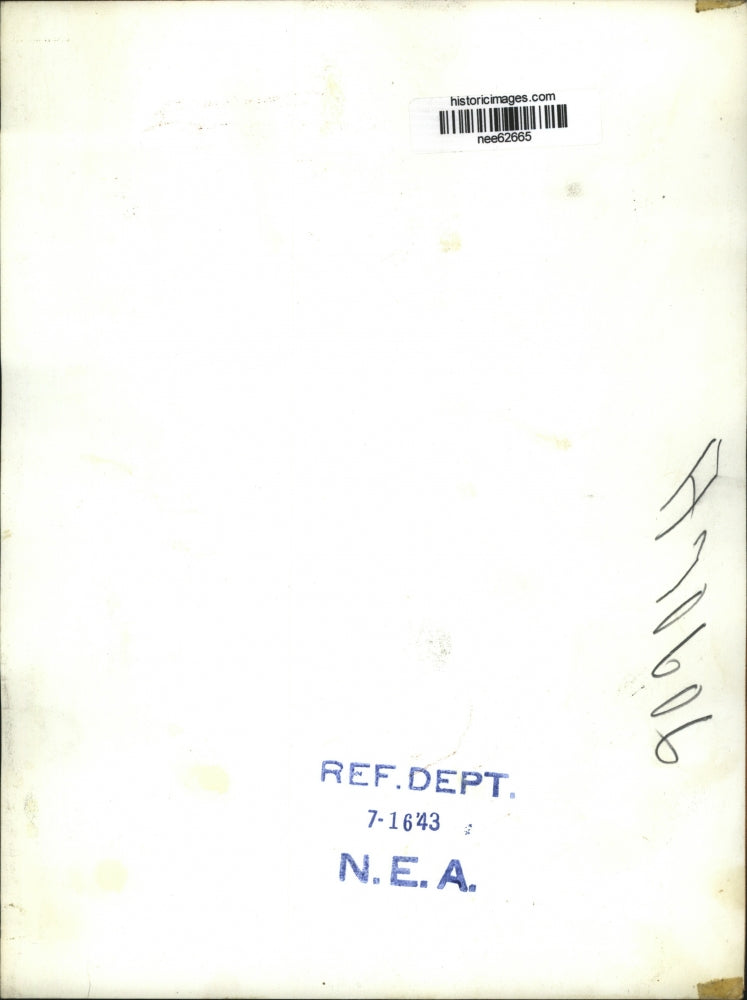 historicimages.com
nee62665
REF. DEPT.
7-16'43
N. E. A.